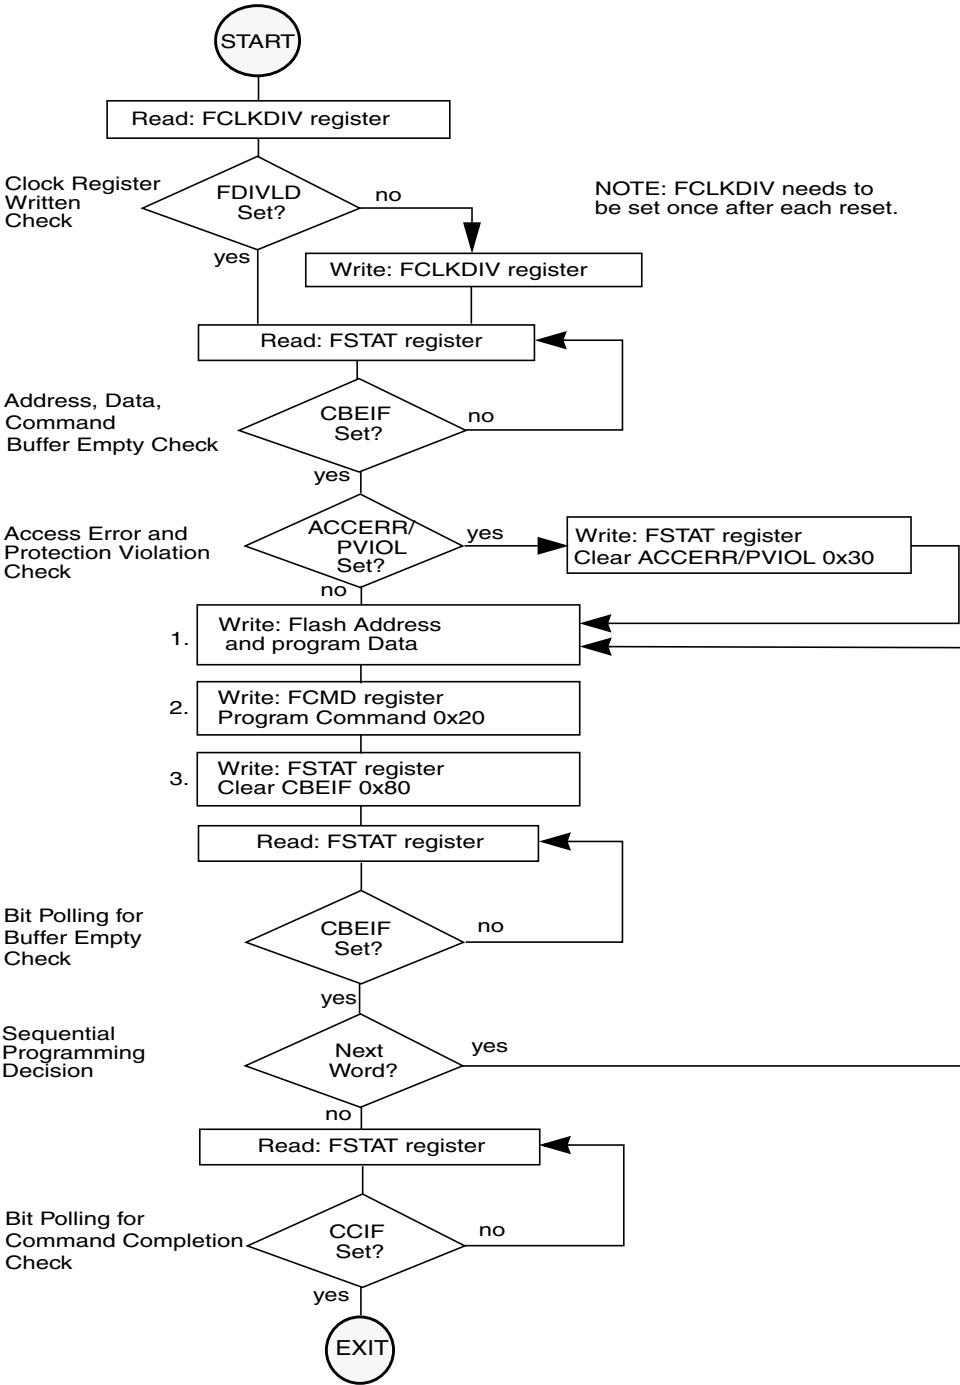 START
Read: FCLKDIV register
Clock Register
Written
Check
FDIVLD
Set?
no
yes
NOTE: FCLKDIV needs to
be set once after each reset.
Write: FCLKDIV register
Read: FSTAT register
Address, Data,
Command
Buffer Empty Check
CBEIF
Set?
no
yes
Access Error and
Protection Violation
Check
ACCERR/
PVIOL
Set?
yes
no
Write: FSTAT register
Clear ACCERR/PVIOL 0x30
1.
Write: Flash Address
and program Data
2.
Write: FCMD register
Program Command 0x20
3.
Write: FSTAT register
Clear CBEIF 0x80
Read: FSTAT register
Bit Polling for
Buffer Empty
Check
CBEIF
Set?
no
yes
Sequential
Programming
Decision
Next
Word?
yes
no
Read: FSTAT register
Bit Polling for
Command Completion
Check
CCIF
Set?
no
yes
EXIT